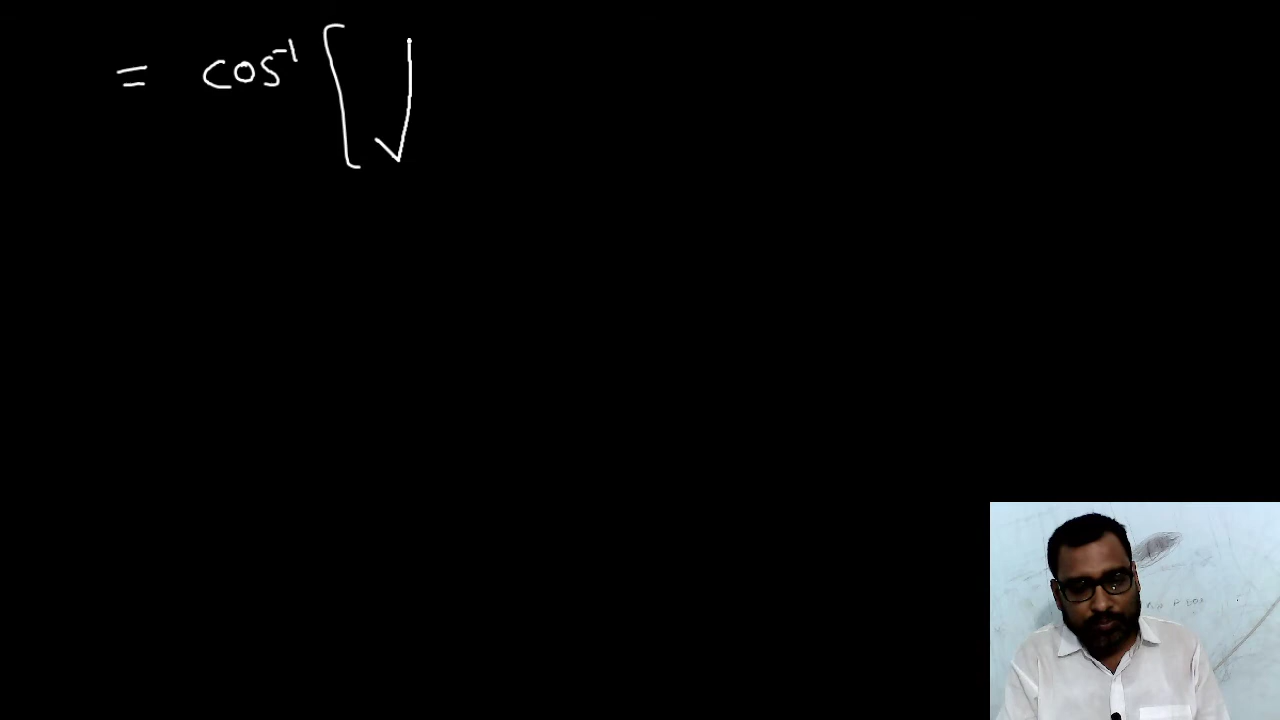 = cos⁻¹ [ √